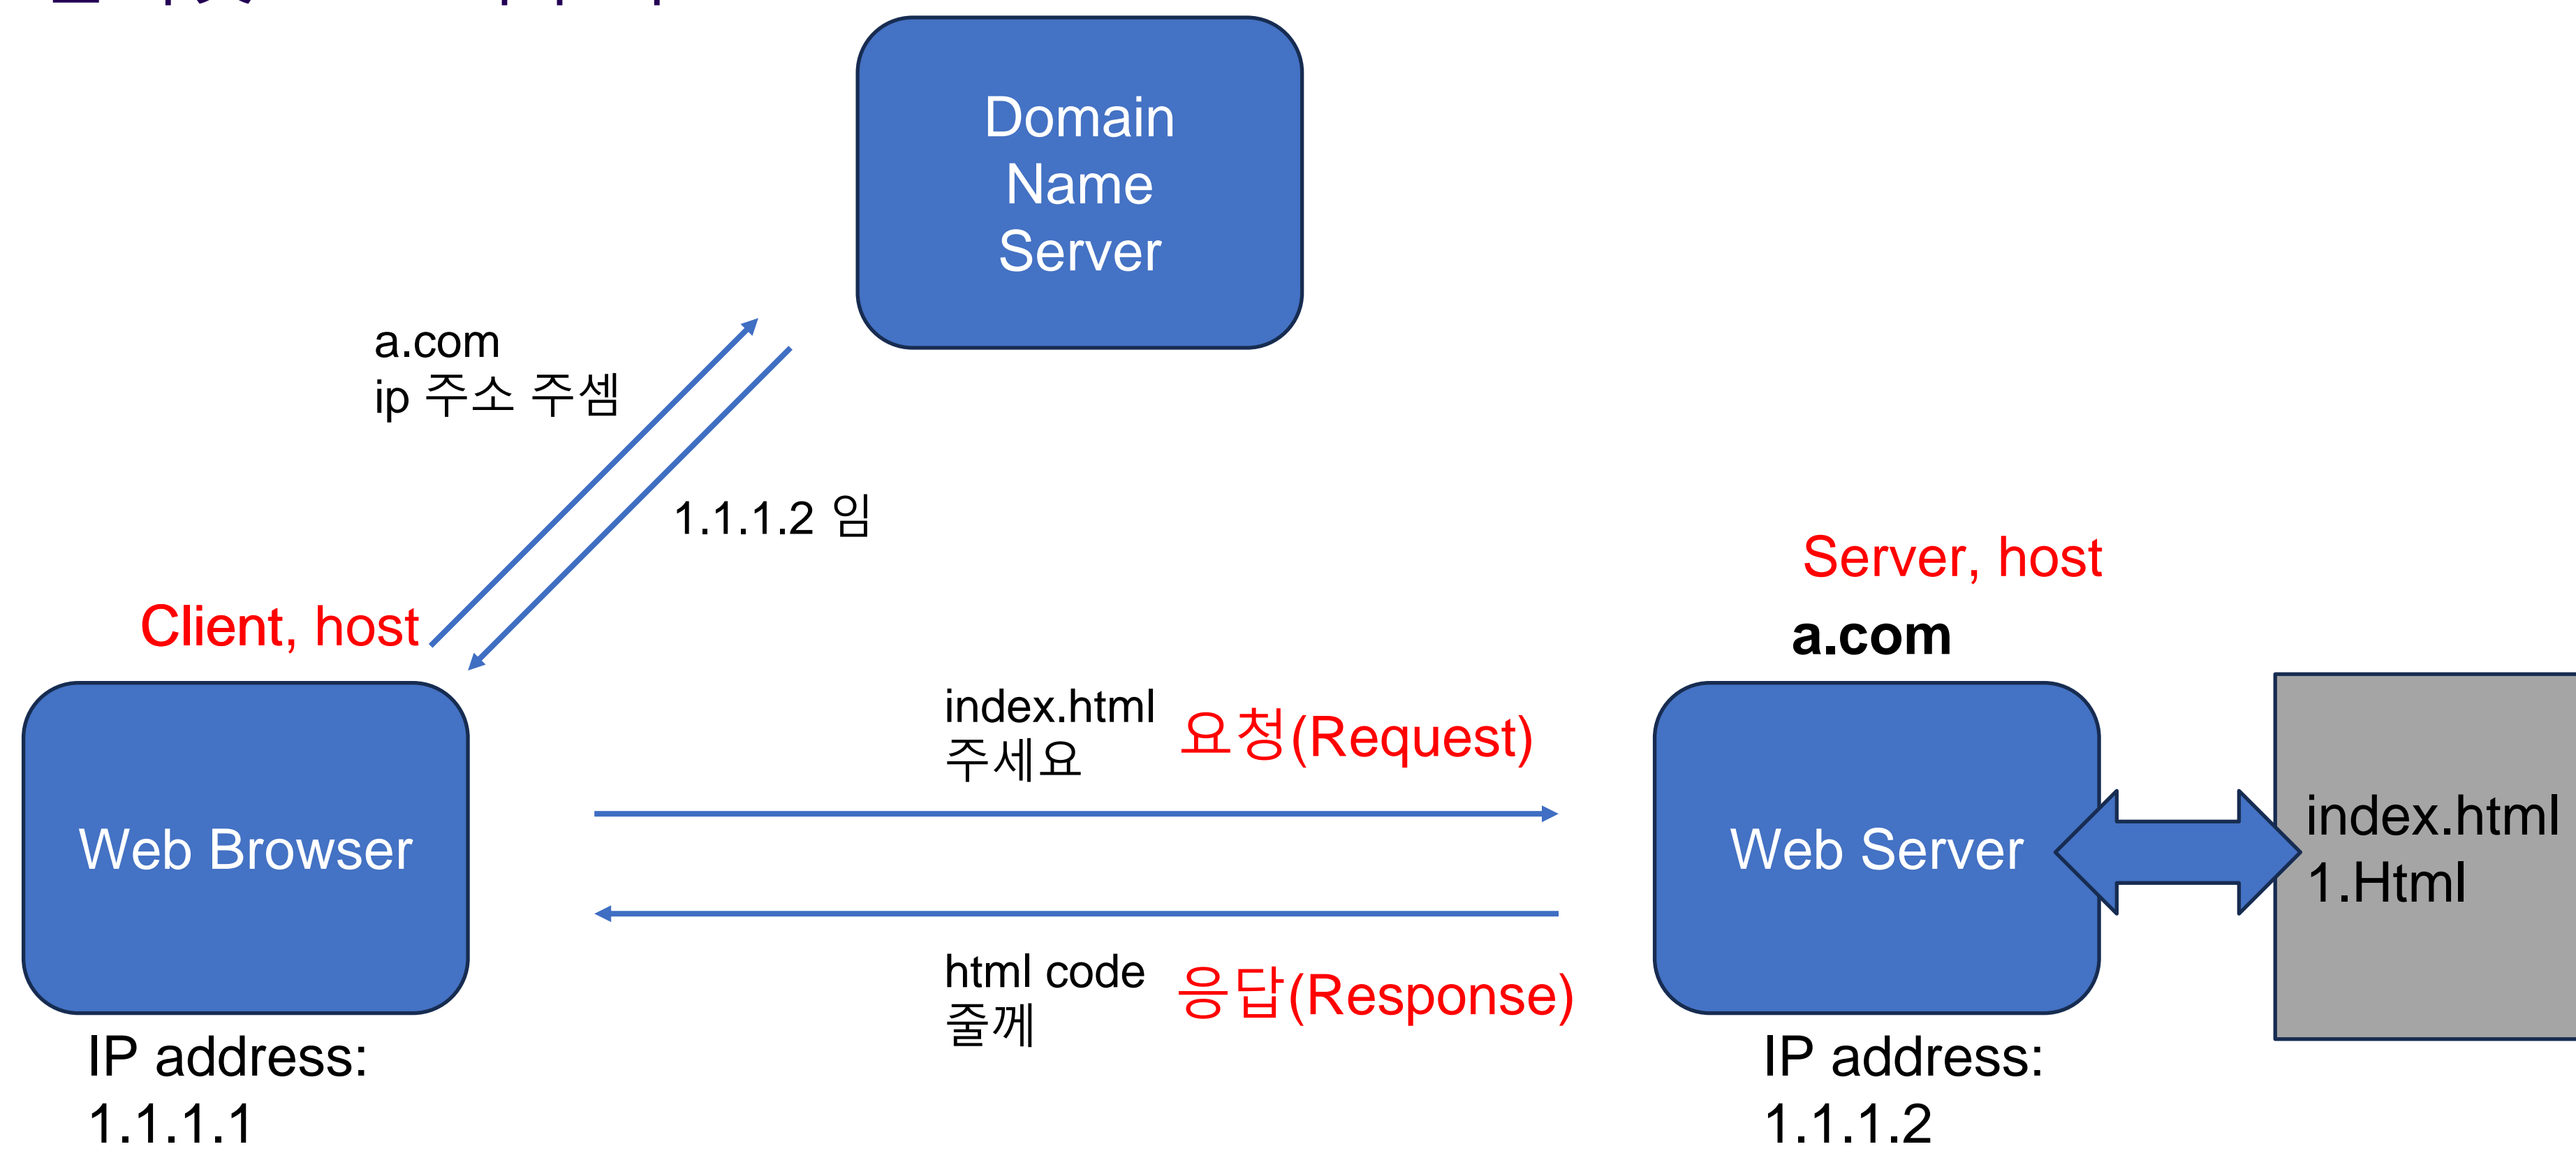 Domain
Name
Server
a.com
ip 주소 주셈
1.1.1.2 임
Client, host
Server, host
a.com
index.html
주세요
요청(Request)
Web Browser
Web Server
index.html
1.Html
html code
줄께
응답(Response)
IP address:
1.1.1.1
IP address:
1.1.1.2